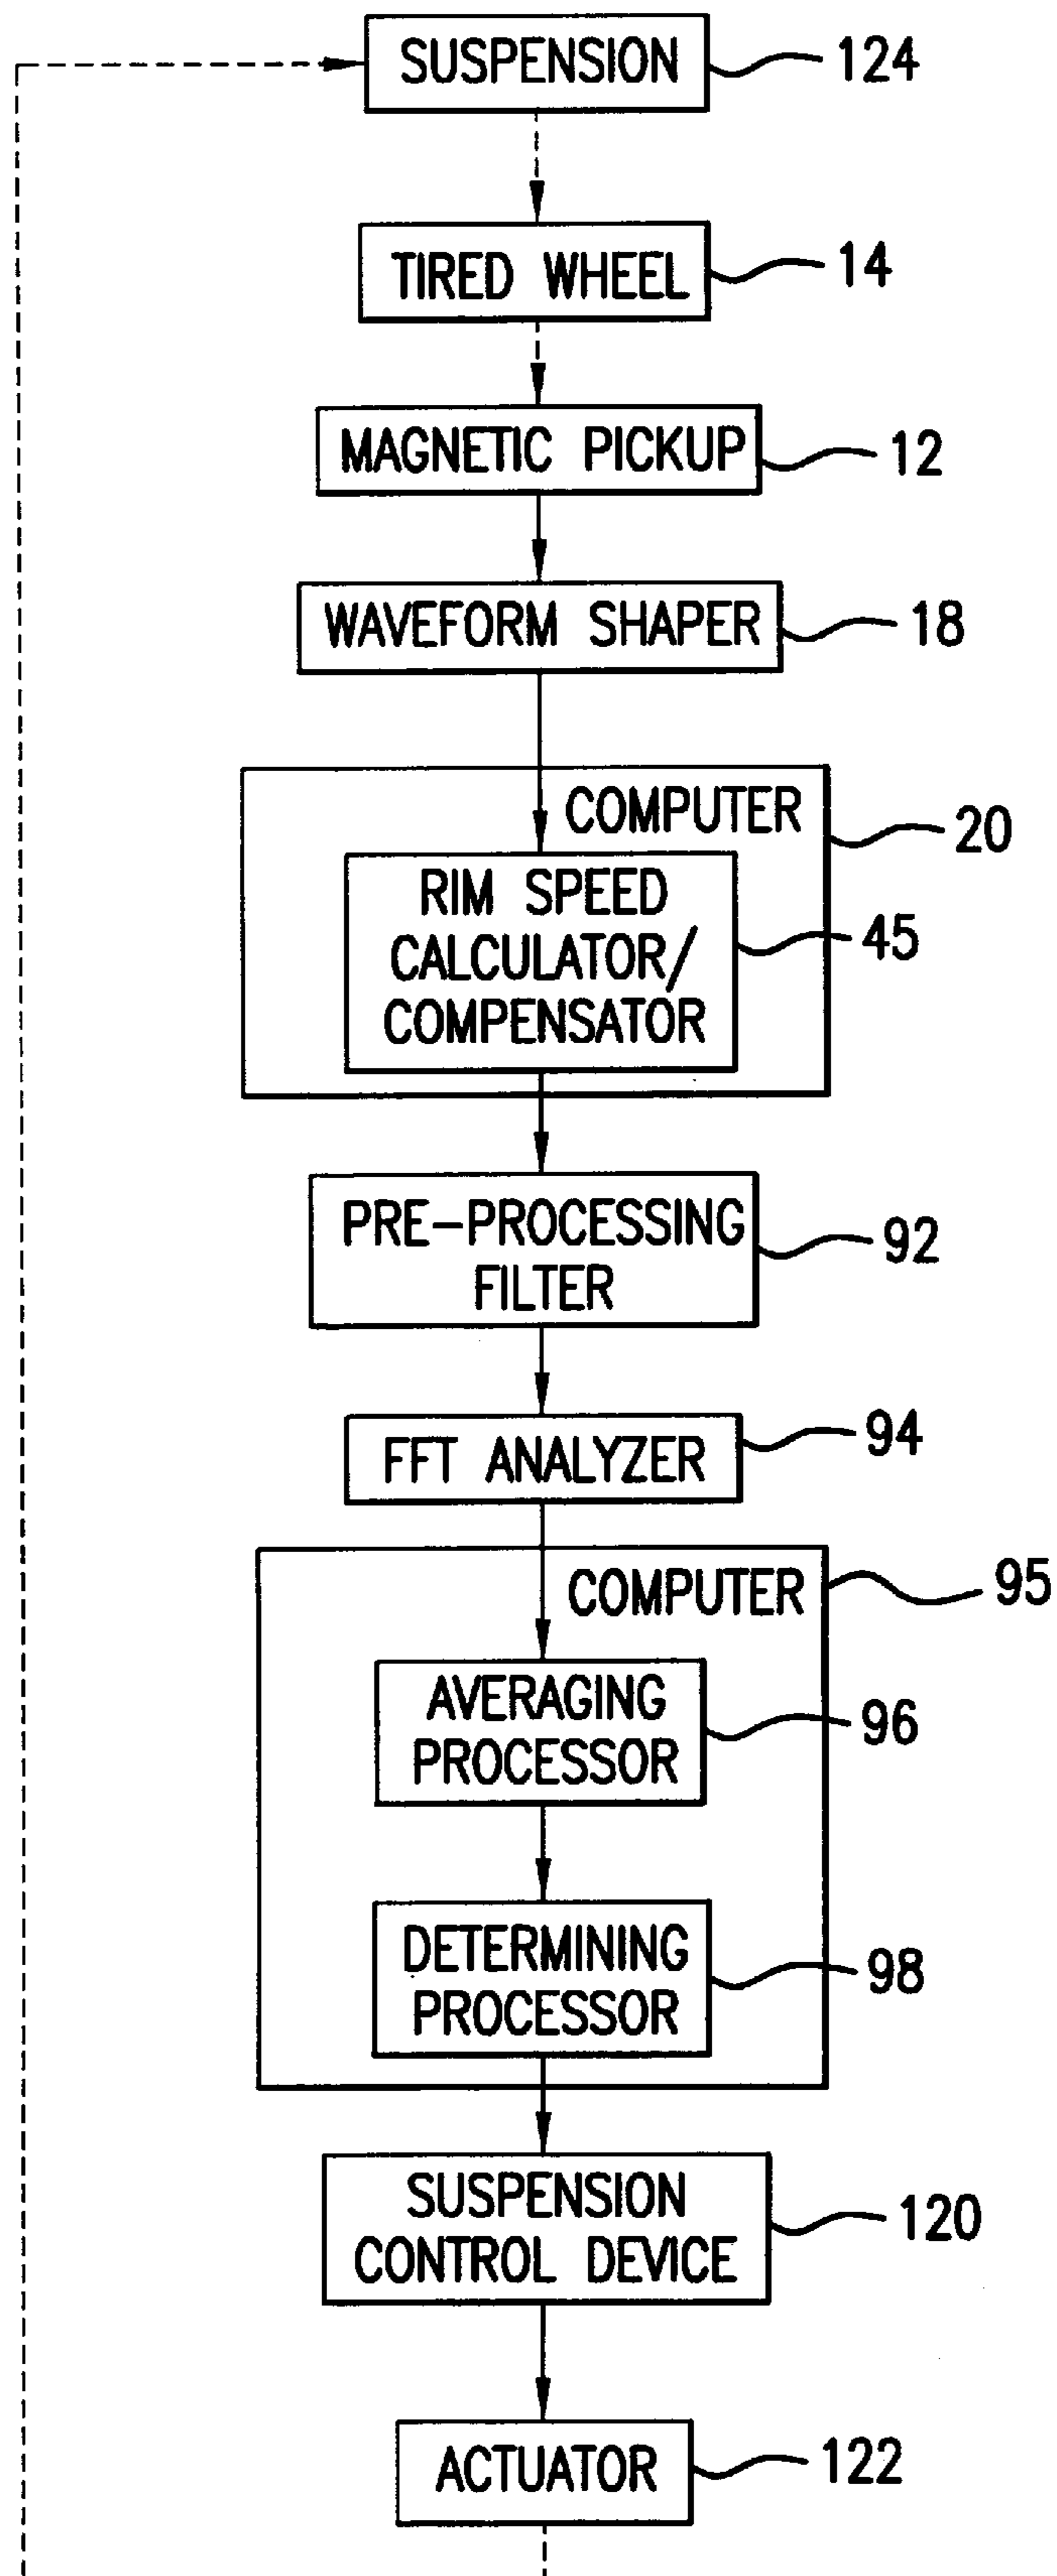 SUSPENSION
124
TIRED WHEEL
14
MAGNETIC PICKUP
12
WAVEFORM SHAPER
18
COMPUTER
20
RIM SPEED
CALCULATOR/
COMPENSATOR
45
PRE-PROCESSING
FILTER
92
FFT ANALYZER
94
COMPUTER
95
AVERAGING
PROCESSOR
96
DETERMINING
PROCESSOR
98
SUSPENSION
CONTROL DEVICE
120
ACTUATOR
122